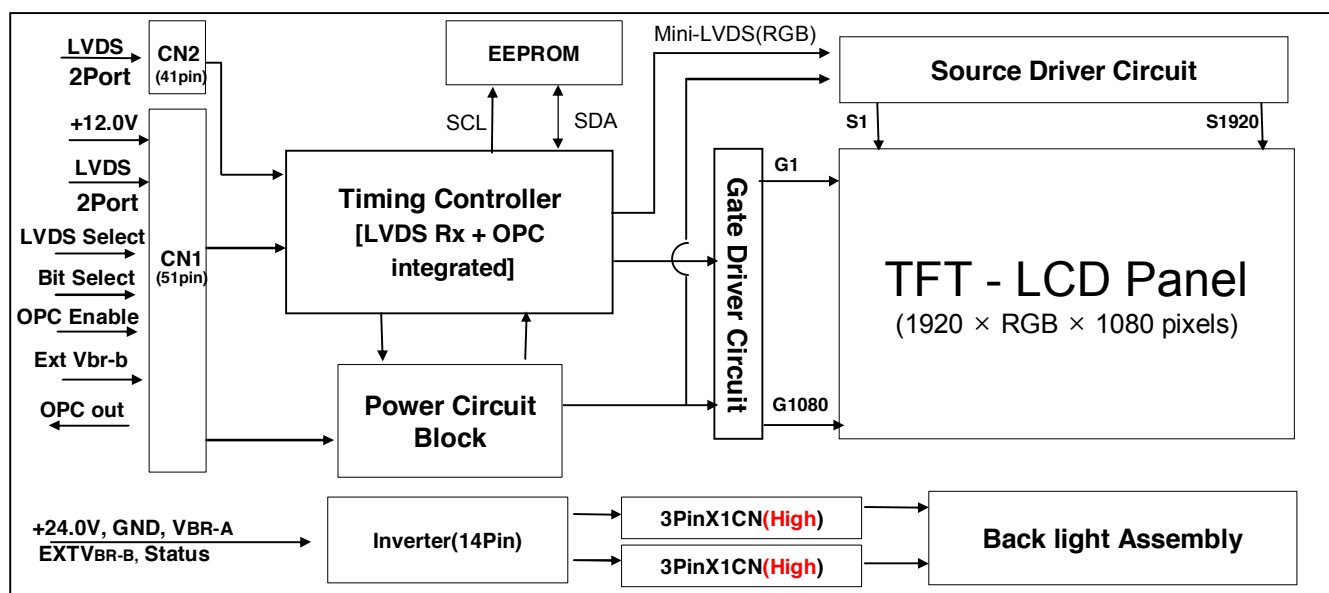 LVDS
2Port
CN2
(41pin)
+12.0V
LVDS
2Port
LVDS Select
Bit Select
OPC Enable
Ext Vbr-b
OPC out
CN1
(51pin)
EEPROM
SCL
SDA
Timing Controller
[LVDS Rx + OPC
integrated]
Power Circuit
Block
Mini-LVDS(RGB)
Source Driver Circuit
S1
S1920
Gate Driver Circuit
G1
G1080
TFT - LCD Panel
(1920 × RGB × 1080 pixels)
+24.0V, GND, VBR-A
EXTVBR-B, Status
Inverter(14Pin)
3PinX1CN(High)
3PinX1CN(High)
Back light Assembly